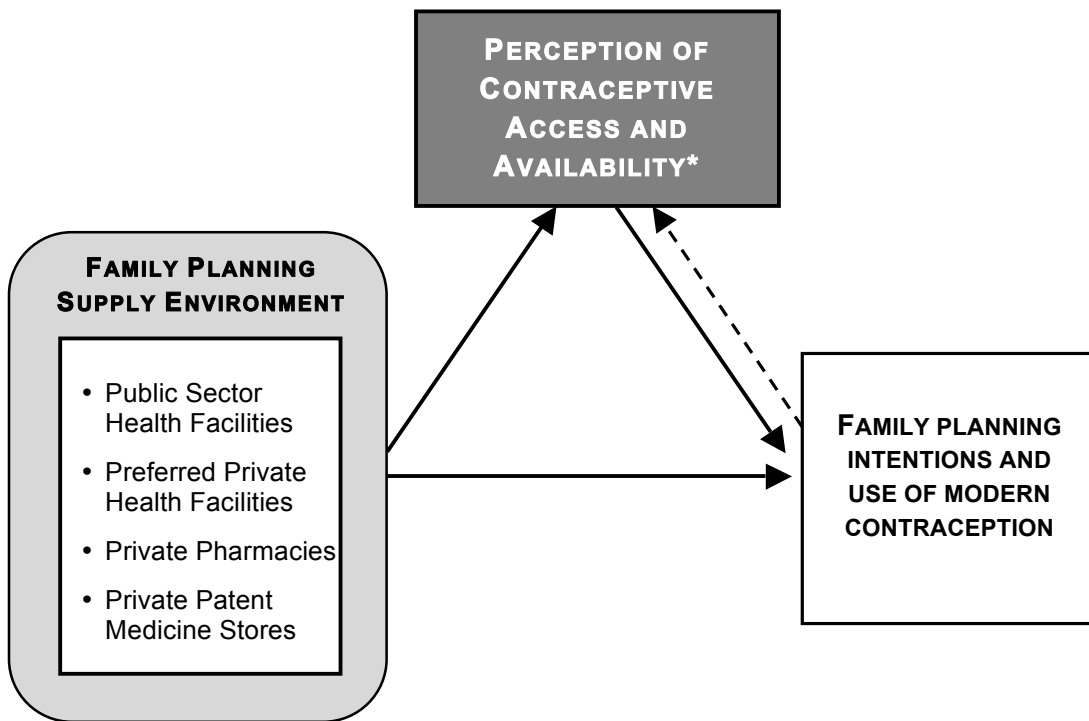 PERCEPTION OF
CONTRACEPTIVE
ACCESS AND
AVAILABILITY*
FAMILY PLANNING
SUPPLY ENVIRONMENT
• Public Sector
Health Facilities
• Preferred Private
Health Facilities
• Private Pharmacies
• Private Patent
Medicine Stores
FAMILY PLANNING
INTENTIONS AND
USE OF MODERN
CONTRACEPTION